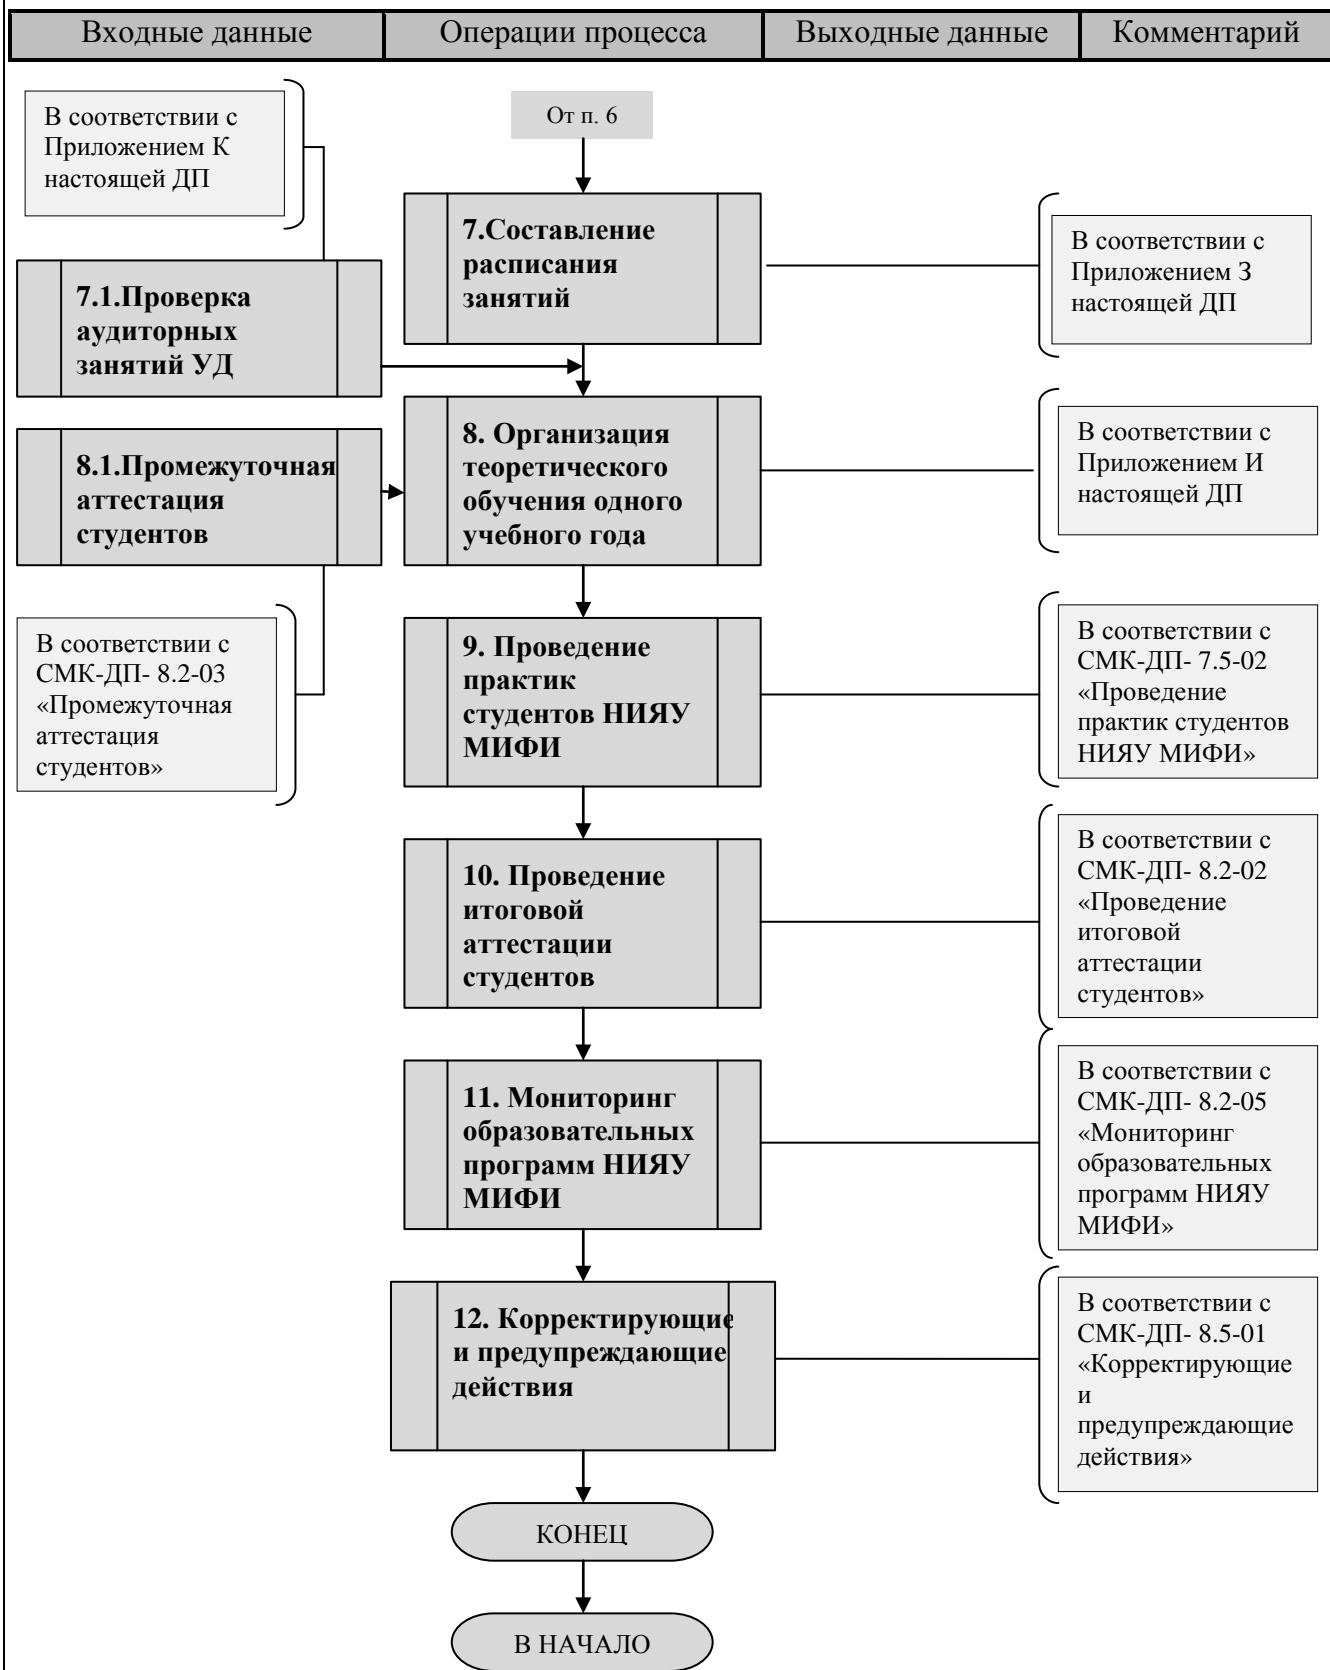 Входные данные
Операции процесса
Выходные данные
Комментарий
В соответствии с
Приложением К
настоящей ДП
От п. 6
7.Составление
расписания
занятий
В соответствии с
Приложением З
настоящей ДП
7.1.Проверка
аудиторных
занятий УД
8. Организация
теоретического
обучения одного
учебного года
В соответствии с
Приложением И
настоящей ДП
8.1.Промежуточная
аттестация
студентов
В соответствии с
СМК-ДП- 8.2-03
«Промежуточная
аттестация
студентов»
9. Проведение
практик
студентов НИЯУ
МИФИ
В соответствии с
СМК-ДП- 7.5-02
«Проведение
практик студентов
НИЯУ МИФИ»
10. Проведение
итоговой
аттестации
студентов
В соответствии с
СМК-ДП- 8.2-02
«Проведение
итоговой
аттестации
студентов»
11. Мониторинг
образовательных
программ НИЯУ
МИФИ
В соответствии с
СМК-ДП- 8.2-05
«Мониторинг
образовательных
программ НИЯУ
МИФИ»
12. Корректирующие
и предупреждающие
действия
В соответствии с
СМК-ДП- 8.5-01
«Корректирующие
и
предупреждающие
действия»
КОНЕЦ
В НАЧАЛО